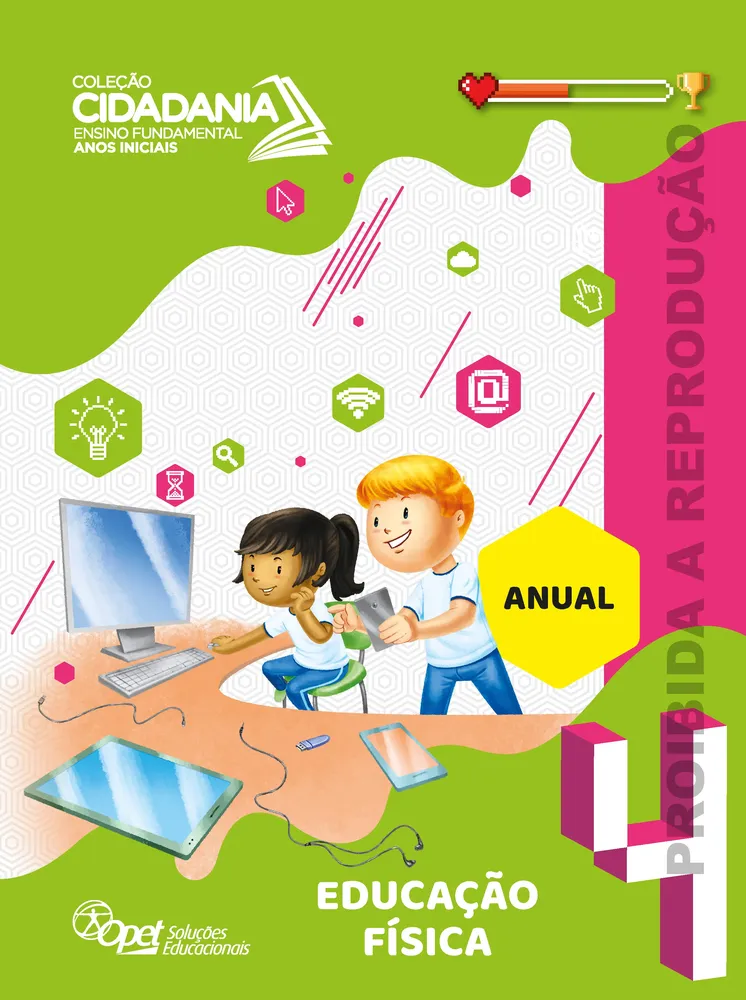 COLEÇÃO
CIDADANIA
ENSINO FUNDAMENTAL
ANOS INICIAIS
PROIBIDA A REPRODUÇÃO
@
ANUAL
4
EDUCAÇÃO
FÍSICA
Opet Soluções
Educacionais